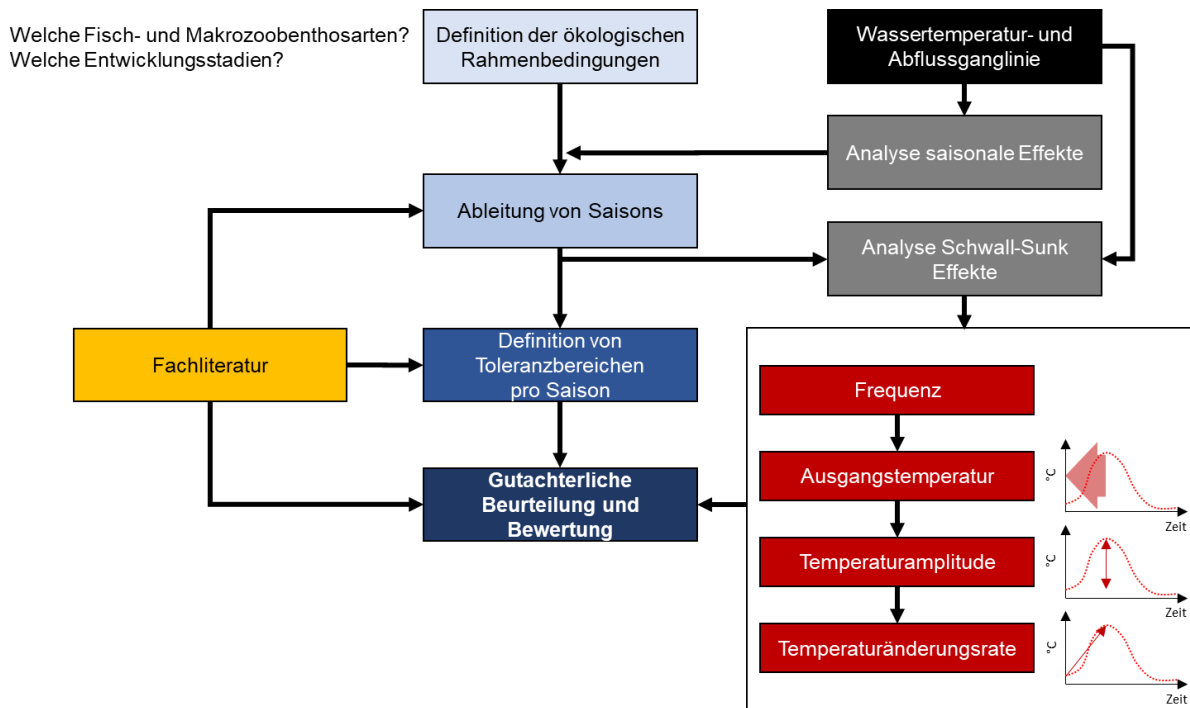 Welche Fisch- und Makrozoobenthosarten?
Welche Entwicklungsstadien?
Definition der ökologischen
Rahmenbedingungen
Wassertemperatur- und
Abflussganglinie
Analyse saisonale Effekte
Ableitung von Saisons
Analyse Schwall-Sunk
Effekte
Fachliteratur
Definition von
Toleranzbereichen
pro Saison
Gutachterliche
Beurteilung und
Bewertung
Frequenz
Ausgangstemperatur
°C
Zeit
Temperaturamplitude
°C
Zeit
Temperaturänderungsrate
°C
Zeit